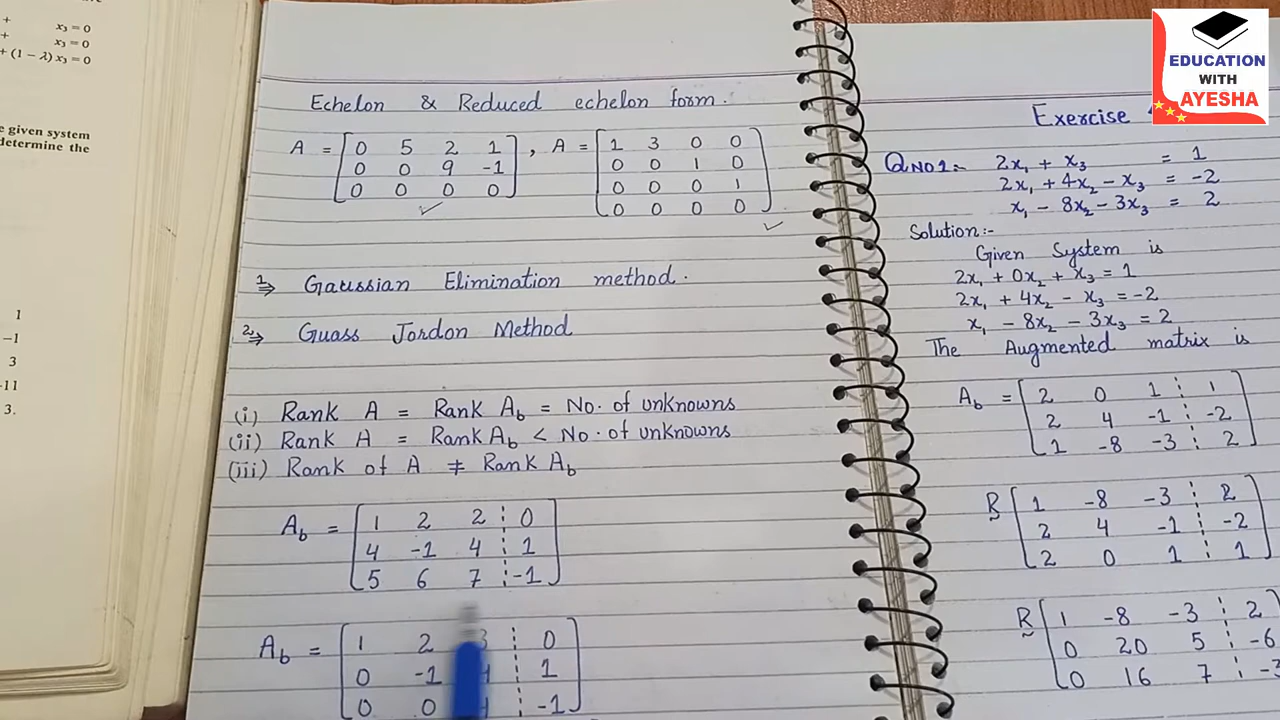 + x₃ = 0
+ x₃ = 0
+ (1 − λ) x₃ = 0
e given system
determine the
1
−1
3
-11
3.
Echelon & Reduced echelon form.
A = [0 5 2 1 , A = [1 3 0 0
0 0 9 -1] 0 0 1 0
0 0 0 0] 0 0 0 1
0 0 0 0]
1⇒ Gaussian Elimination method.
2⇒ Guass Jordon Method
(i) Rank A = Rank A_b = No. of unknowns
(ii) Rank A = Rank A_b < No. of unknowns
(iii) Rank of A ≠ Rank A_b
A_b = [1 2 2 ⋮ 0
4 -1 4 ⋮ 1
5 6 7 ⋮ -1]
A_b = [1 2 3 ⋮ 0
0 -1 ⋮ 1
0 0 ⋮ -1]
EDUCATION
WITH
AYESHA
Exercise
Q NO 1:- 2x₁ + x₃ = 1
2x₁ + 4x₂ − x₃ = -2
x₁ − 8x₂ − 3x₃ = 2
Solution:-
Given System is
2x₁ + 0x₂ + x₃ = 1
2x₁ + 4x₂ − x₃ = -2
x₁ − 8x₂ − 3x₃ = 2
The Augmented matrix is
A_b = [2 0 1 ⋮ 1
2 4 -1 ⋮ -2
1 -8 -3 ⋮ 2]
R [1 -8 -3 ⋮ 2
2 4 -1 ⋮ -2
2 0 1 ⋮ 1]
R [1 -8 -3 ⋮ 2
0 20 5 ⋮ -6
0 16 7 ⋮ -3